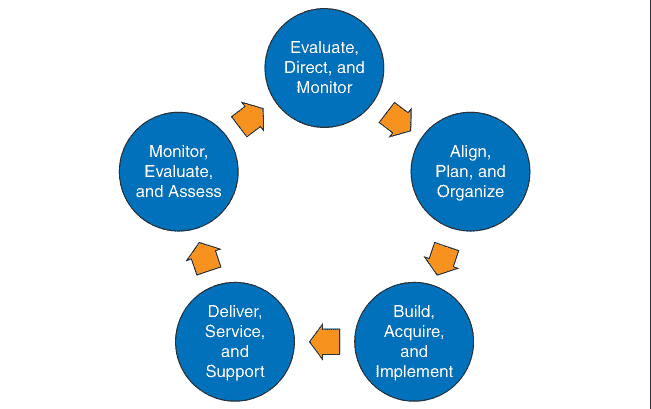 Evaluate,
Direct, and
Monitor
Align,
Plan, and
Organize
Build,
Acquire,
and
Implement
Deliver,
Service,
and
Support
Monitor,
Evaluate,
and Assess